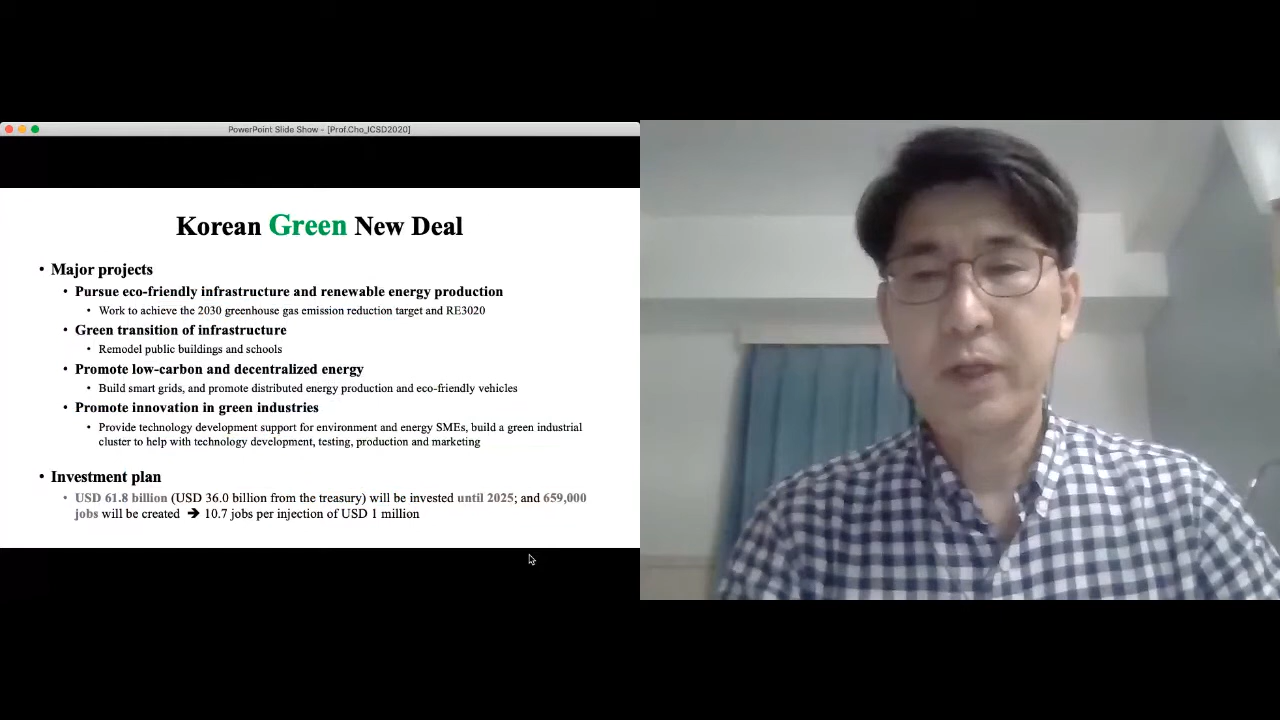 PowerPoint Slide Show - [Prof.Cho_ICSD2020]
Korean Green New Deal
• Major projects
• Pursue eco-friendly infrastructure and renewable energy production
• Work to achieve the 2030 greenhouse gas emission reduction target and RE3020
• Green transition of infrastructure
• Remodel public buildings and schools
• Promote low-carbon and decentralized energy
• Build smart grids, and promote distributed energy production and eco-friendly vehicles
• Promote innovation in green industries
• Provide technology development support for environment and energy SMEs, build a green industrial
cluster to help with technology development, testing, production and marketing
• Investment plan
• USD 61.8 billion (USD 36.0 billion from the treasury) will be invested until 2025; and 659,000
jobs will be created ➔ 10.7 jobs per injection of USD 1 million